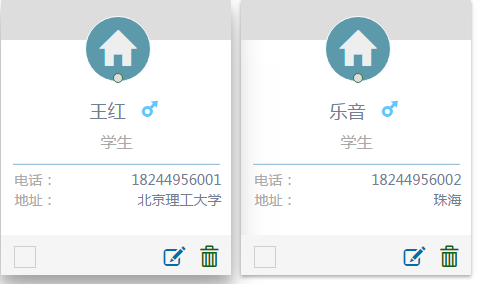 王红
学生
电话： 18244956001
地址： 北京理工大学
乐音
学生
电话： 18244956002
地址： 珠海